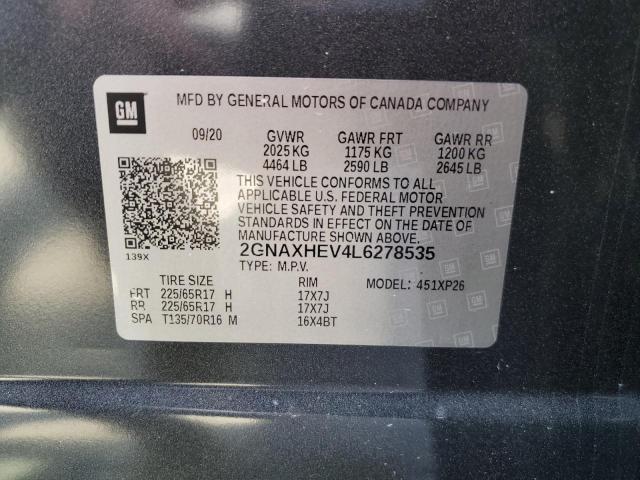 GM
MFD BY GENERAL MOTORS OF CANADA COMPANY
09/20 GVWR GAWR FRT GAWR RR
2025 KG 1175 KG 1200 KG
4464 LB 2590 LB 2645 LB
THIS VEHICLE CONFORMS TO ALL
APPLICABLE U.S. FEDERAL MOTOR
VEHICLE SAFETY AND THEFT PREVENTION
STANDARDS IN EFFECT ON THE
DATE OF MANUFACTURE SHOWN ABOVE.
139X
2GNAXHEV4L6278535
TYPE: M.P.V.
TIRE SIZE RIM MODEL: 451XP26
FRT 225/65R17 H 17X7J
RR 225/65R17 H 17X7J
SPA T135/70R16 M 16X4BT